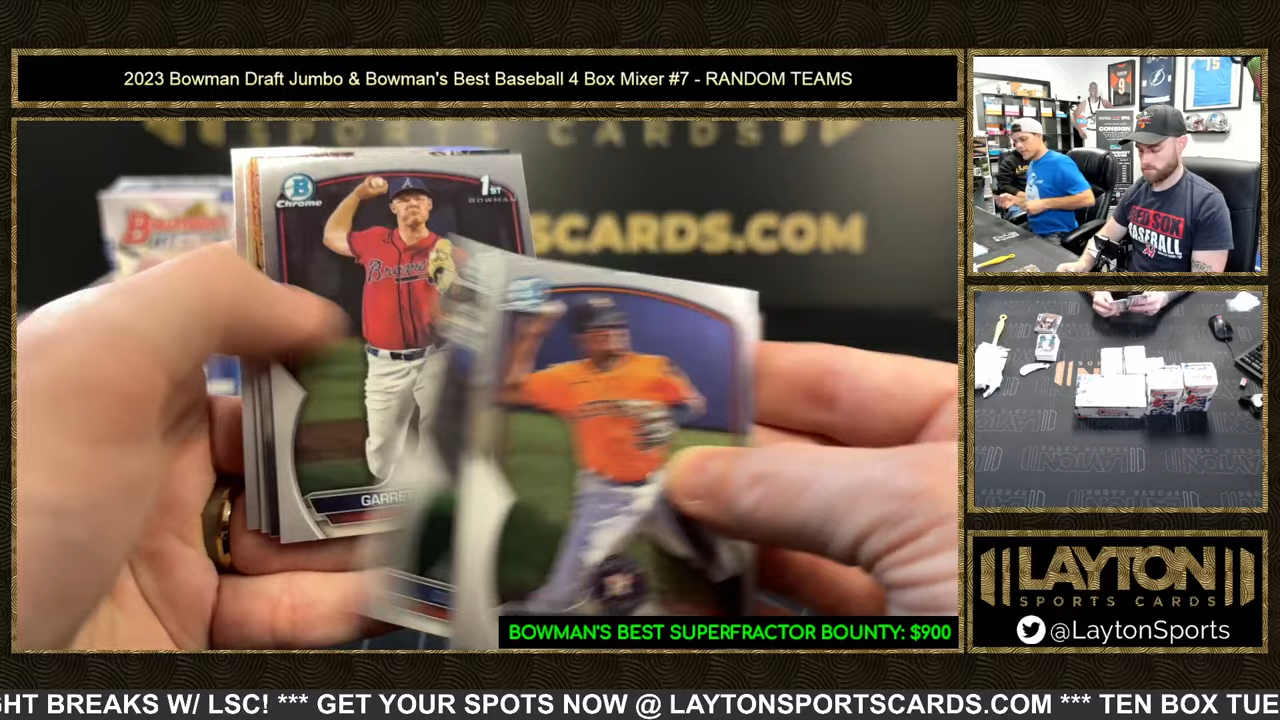 2023 Bowman Draft Jumbo & Bowman's Best Baseball 4 Box Mixer #7 - RANDOM TEAMS
SCARDS.COM
Chrome
1ST
BOWMAN
Braves
GARRET
BOWMAN'S BEST SUPERFRACTOR BOUNTY: $900
RED SOX
BASEBALL
LAYTON
SPORTS CARDS
@LaytonSports
GHT BREAKS W/ LSC! *** GET YOUR SPOTS NOW @ LAYTONSPORTSCARDS.COM *** TEN BOX TUE